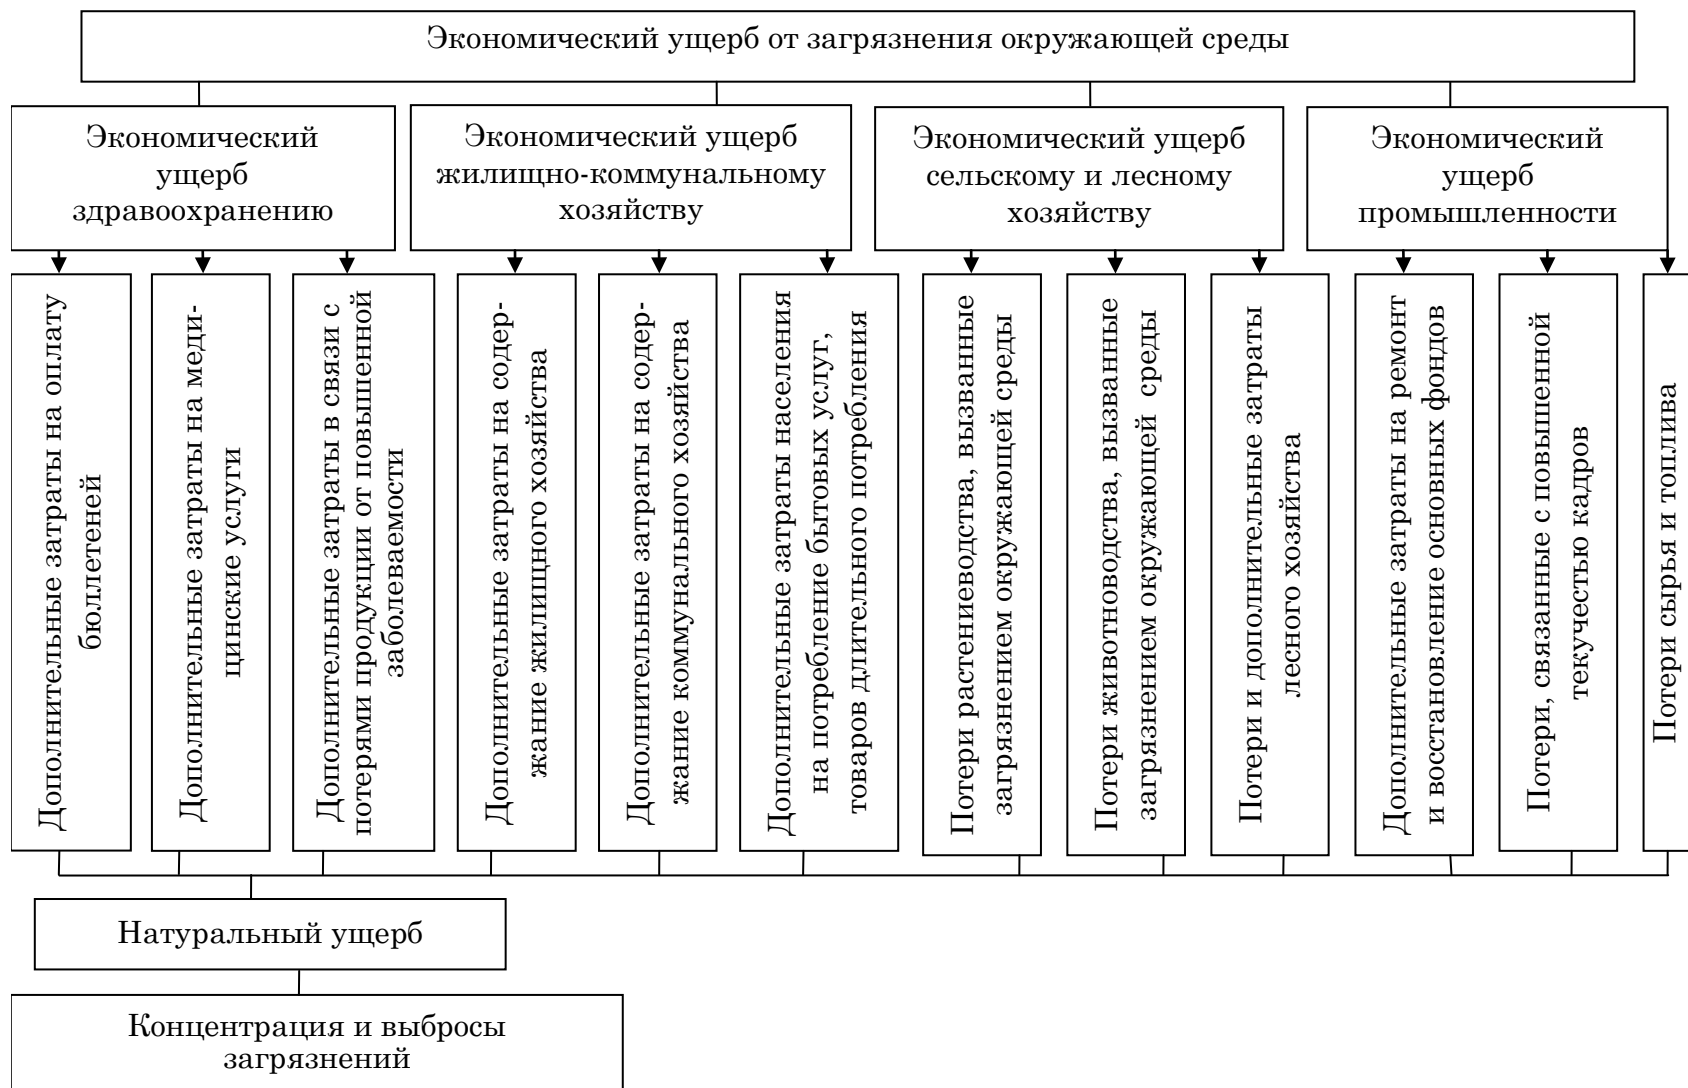 Экономический ущерб от загрязнения окружающей среды
Экономический
ущерб
здравоохранению
Экономический ущерб
жилищно-коммунальному
хозяйству
Экономический ущерб
сельскому и лесному
хозяйству
Экономический
ущерб
промышленности
Дополнительные затраты на оплату
бюллетеней
Дополнительные затраты на меди-
цинские услуги
Дополнительные затраты в связи с
потерями продукции от повышенной
заболеваемости
Дополнительные затраты на содер-
жание жилищного хозяйства
Дополнительные затраты на содер-
жание коммунального хозяйства
Дополнительные затраты населения
на потребление бытовых услуг,
товаров длительного потребления
Потери растениеводства, вызванные
загрязнением окружающей среды
Потери животноводства, вызванные
загрязнением окружающей среды
Потери и дополнительные затраты
лесного хозяйства
Дополнительные затраты на ремонт
и восстановление основных фондов
Потери, связанные с повышенной
текучестью кадров
Потери сырья и топлива
Натуральный ущерб
Концентрация и выбросы
загрязнений